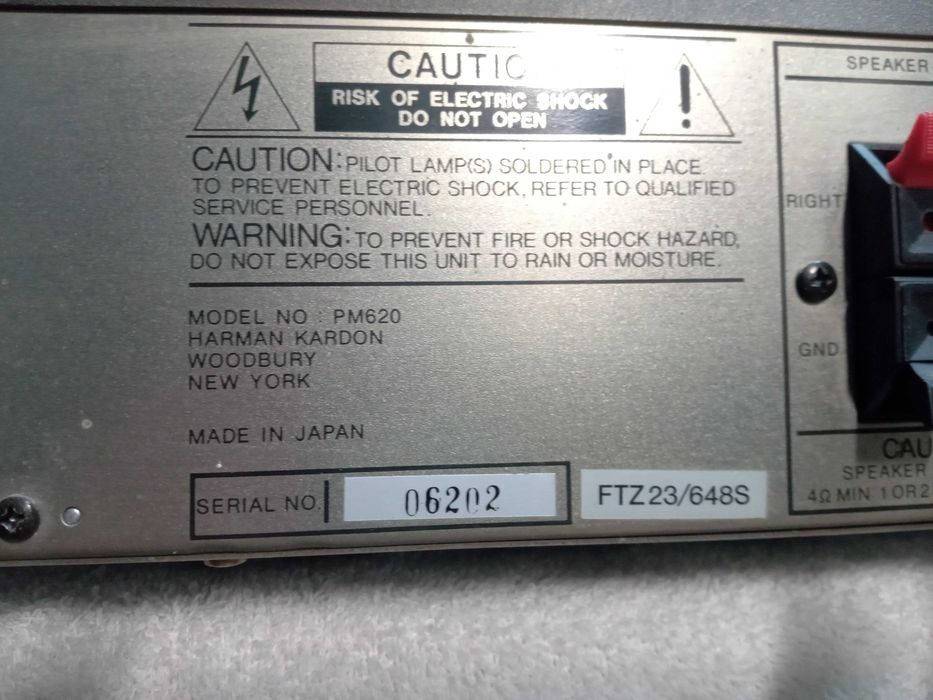 CAUTIO
RISK OF ELECTRIC SHOCK
DO NOT OPEN
CAUTION: PILOT LAMP(S) SOLDERED IN PLACE.
TO PREVENT ELECTRIC SHOCK, REFER TO QUALIFIED
SERVICE PERSONNEL.
WARNING: TO PREVENT FIRE OR SHOCK HAZARD,
DO NOT EXPOSE THIS UNIT TO RAIN OR MOISTURE.
MODEL NO : PM620
HARMAN KARDON
WOODBURY
NEW YORK
MADE IN JAPAN
SERIAL NO. 06202
FTZ 23/648S
SPEAKER
RIGHT
GND
CAU
SPEAKER
4Ω MIN 1 OR 2